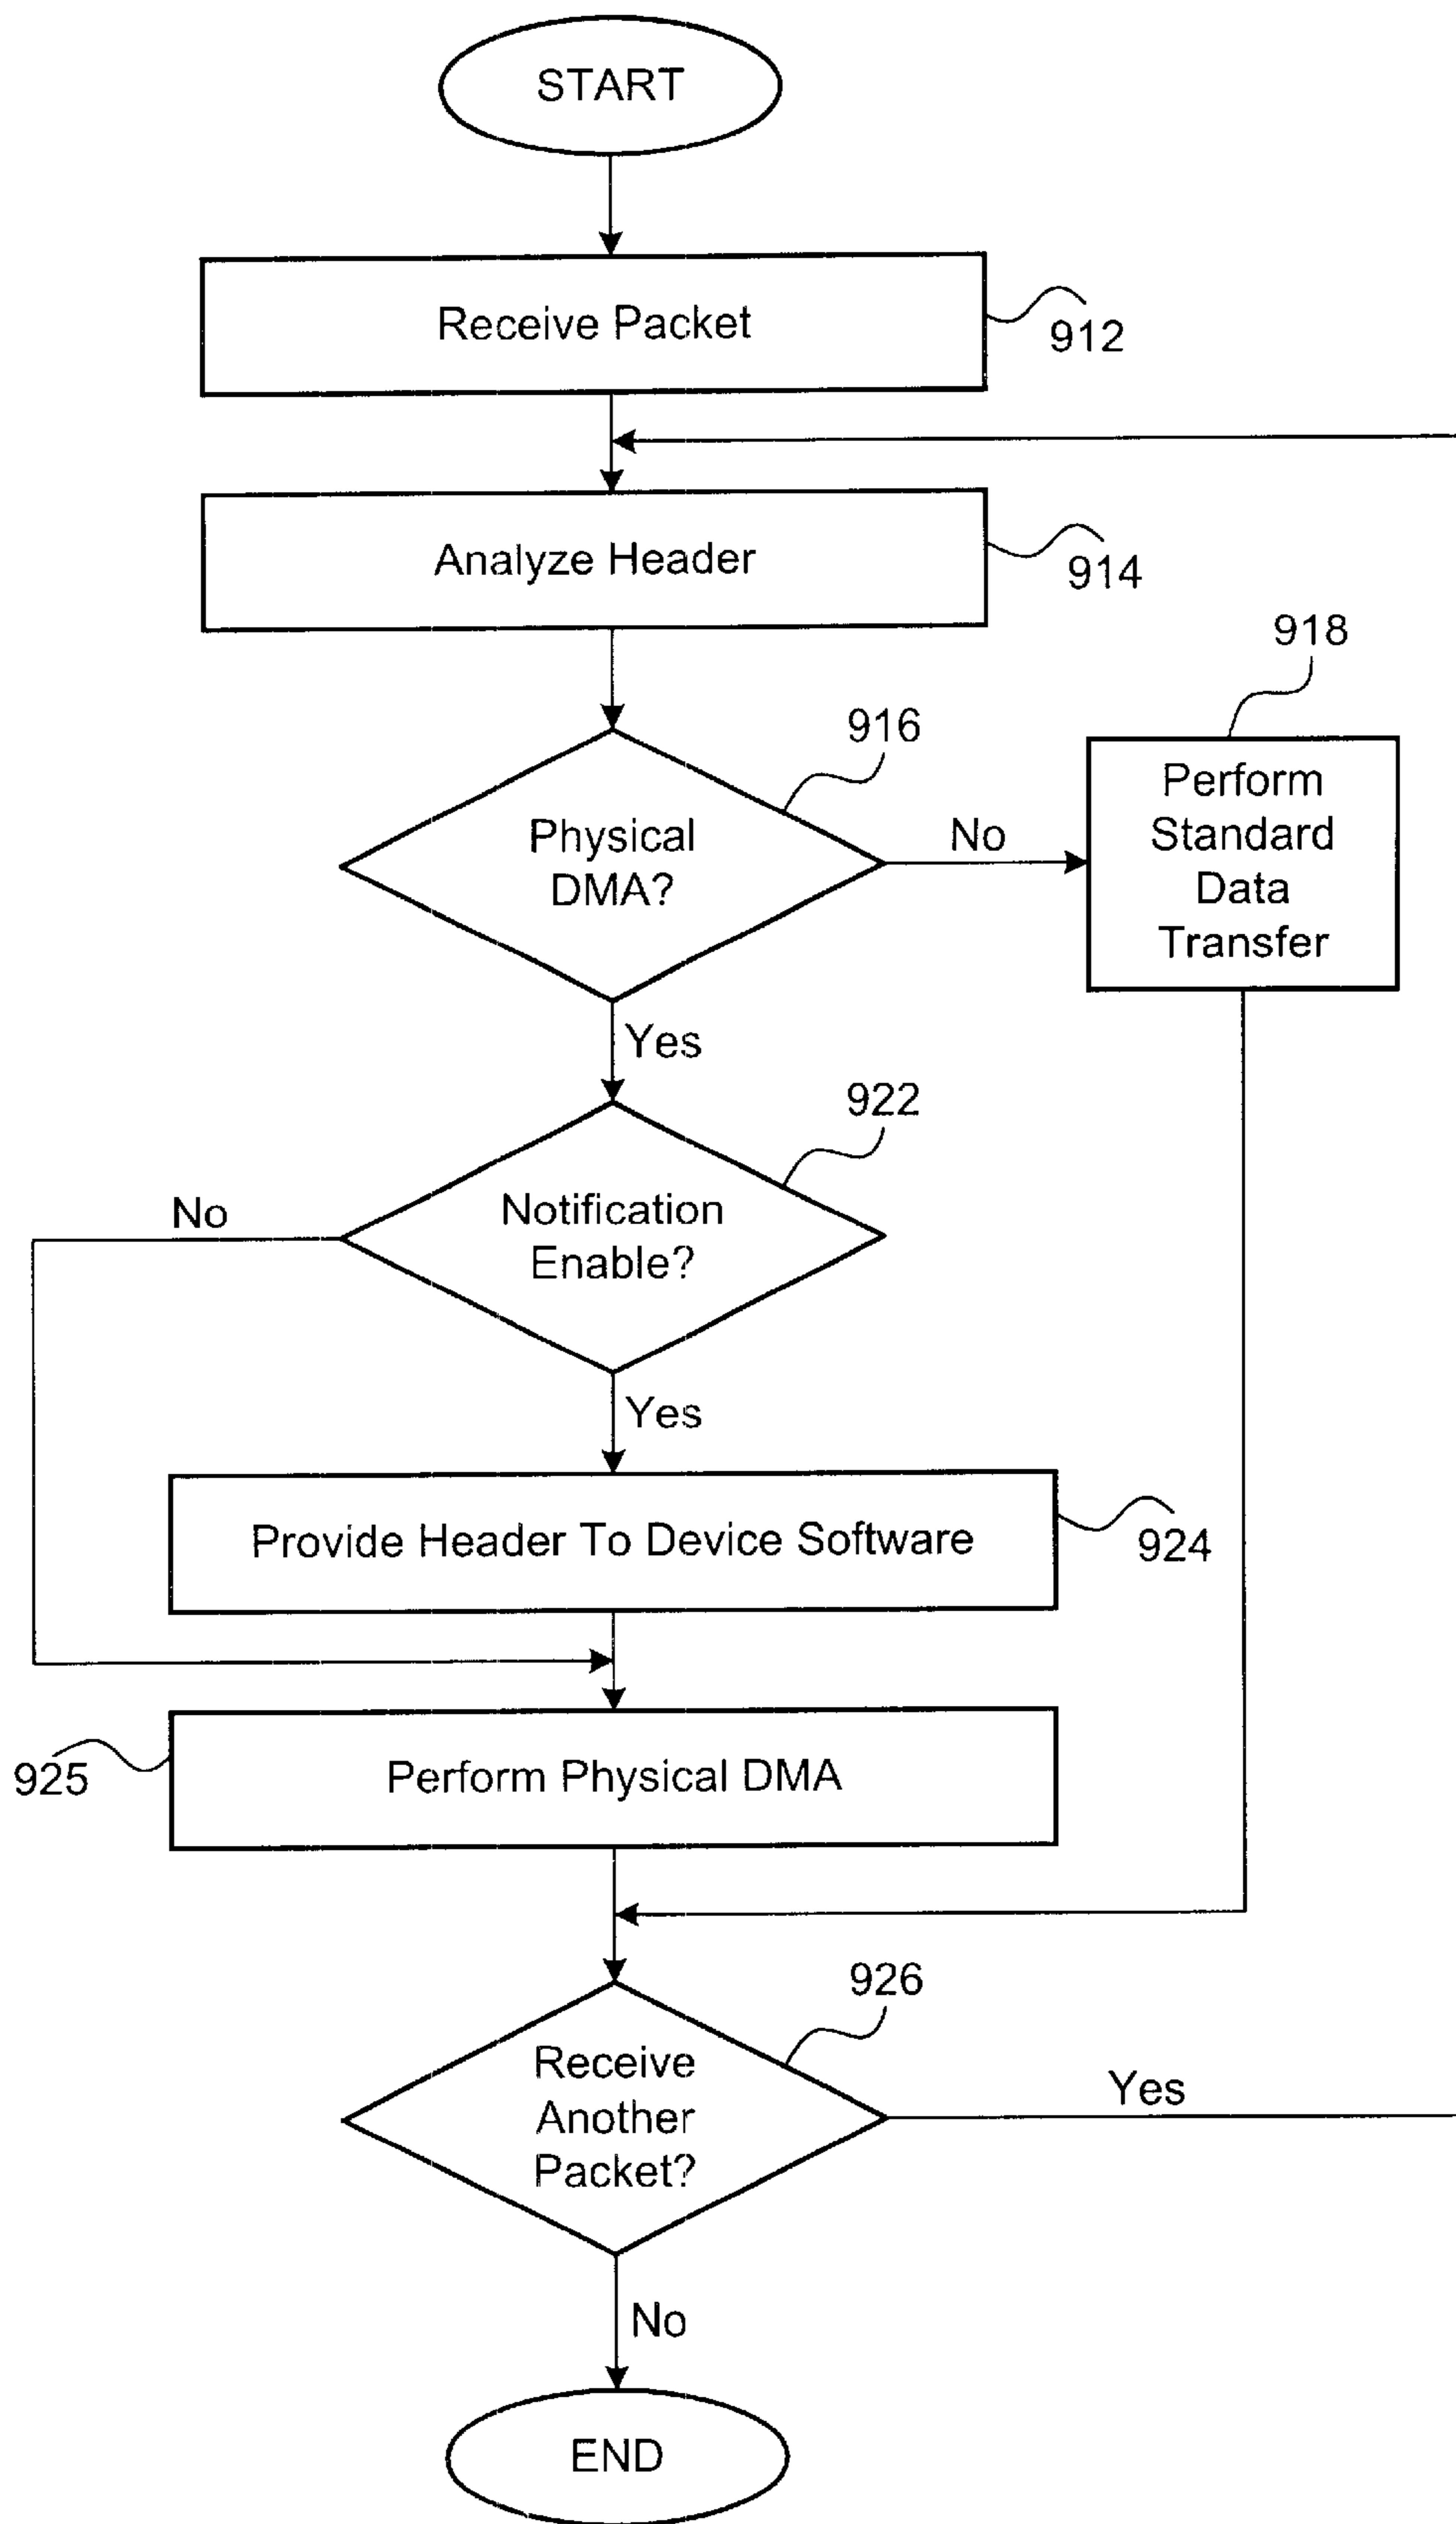 START
Receive Packet
912
Analyze Header
914
918
916
Physical
DMA?
No
Perform
Standard
Data
Transfer
Yes
922
No
Notification
Enable?
Yes
Provide Header To Device Software
924
925
Perform Physical DMA
926
Receive
Another
Packet?
Yes
No
END